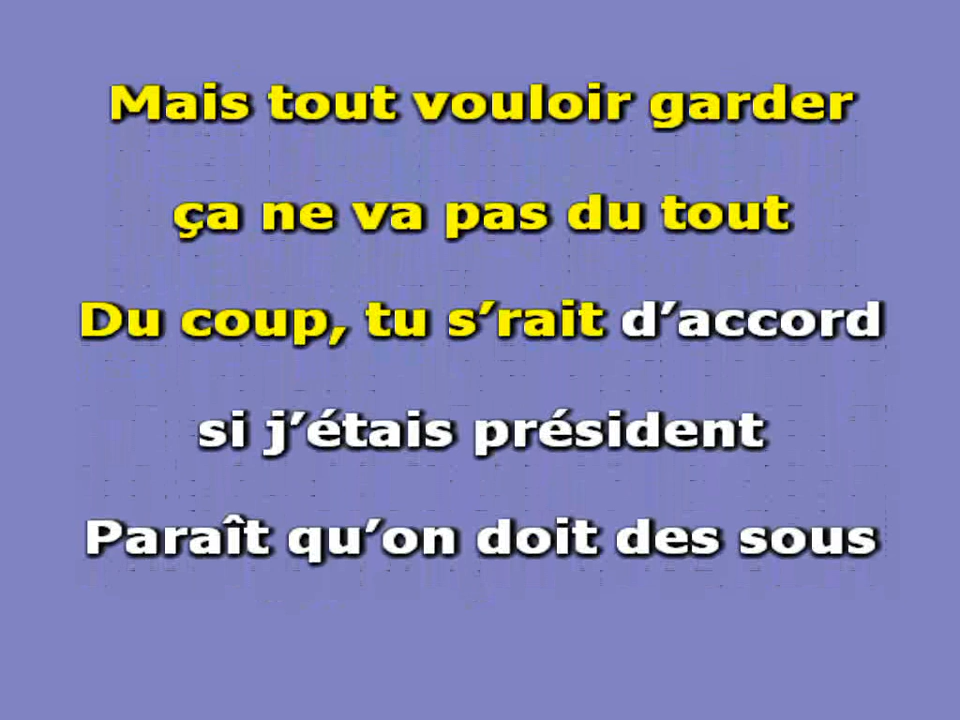 Mais tout vouloir garder
ça ne va pas du tout
Du coup, tu s’rait d’accord
si j’étais président
Paraît qu’on doit des sous